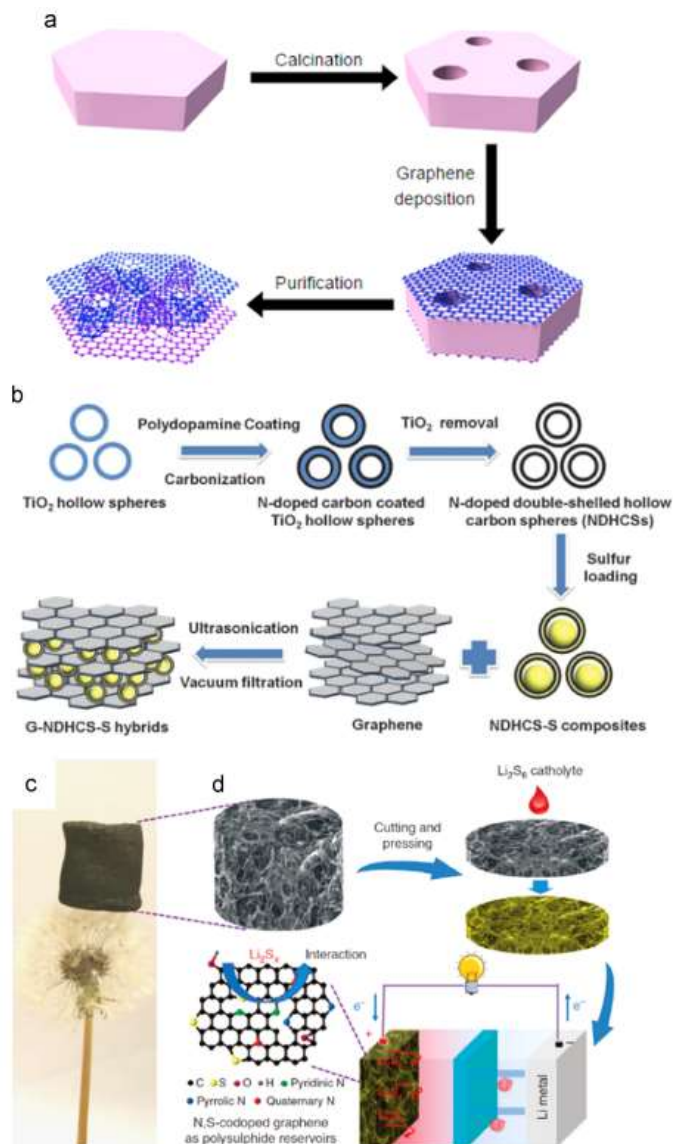 a
Calcination
Graphene
deposition
Purification
b
Polydopamine Coating
Carbonization
TiO₂ removal
TiO₂ hollow spheres
N-doped carbon coated
TiO₂ hollow spheres
N-doped double-shelled hollow
carbon spheres (NDHCSs)
Sulfur
loading
Ultrasonication
Vacuum filtration
G-NDHCS-S hybrids
Graphene
NDHCS-S composites
c
d
Li₂S₆ catholyte
Cutting and
pressing
Li₂Sₓ
Interaction
e⁻
e⁻
+
−
C S O H Pyridinic N
Pyrrolic N Quaternary N
N,S-codoped graphene
as polysulphide reservoirs
Li metal